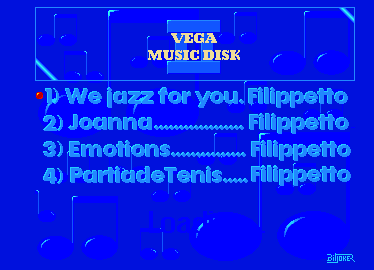 VEGA
MUSIC DISK
1) We jazz for you. Filippetto
2) Joanna..................... Filippetto
3) Emotions................. Filippetto
4) PartiadeTenis..... Filippetto